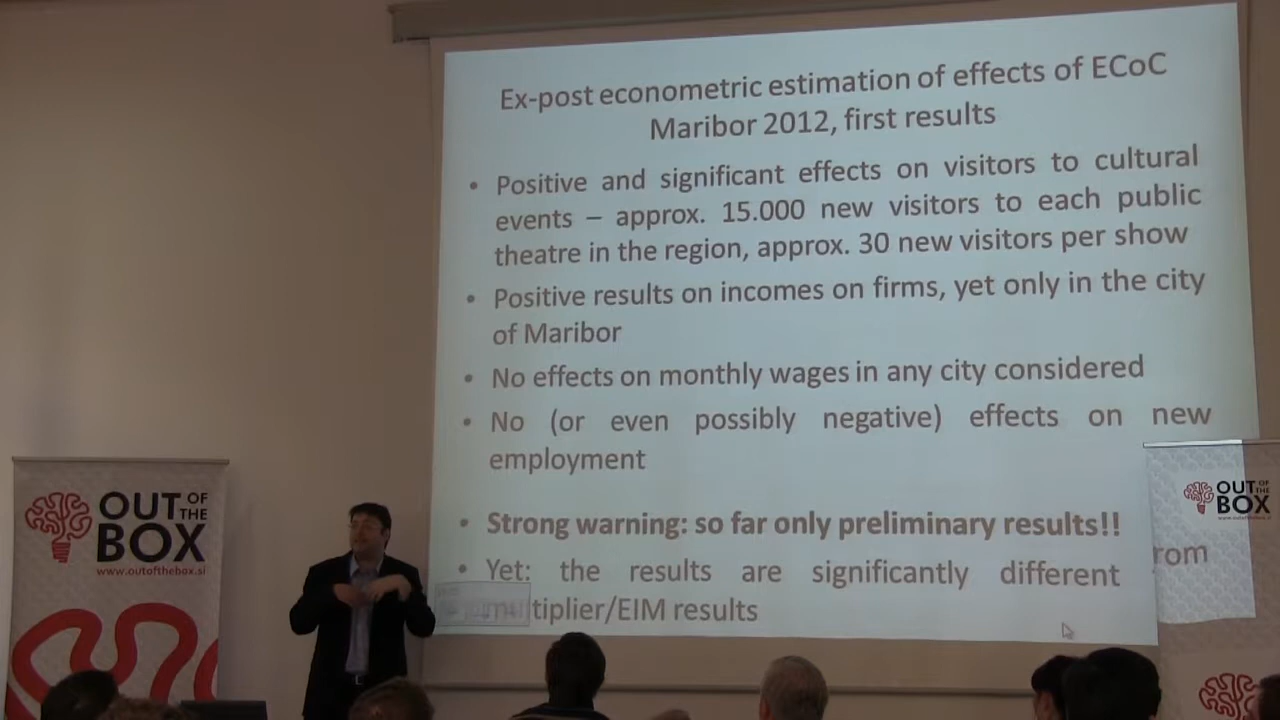 Ex-post econometric estimation of effects of ECoC
Maribor 2012, first results
• Positive and significant effects on visitors to cultural
events – approx. 15.000 new visitors to each public
theatre in the region, approx. 30 new visitors per show
• Positive results on incomes on firms, yet only in the city
of Maribor
• No effects on monthly wages in any city considered
• No (or even possibly negative) effects on new
employment
• Strong warning: so far only preliminary results!!
• Yet: the results are significantly different rom
tiplier/EIM results
OUT OF THE BOX
www.outofthebox.si
OUT OF THE BOX